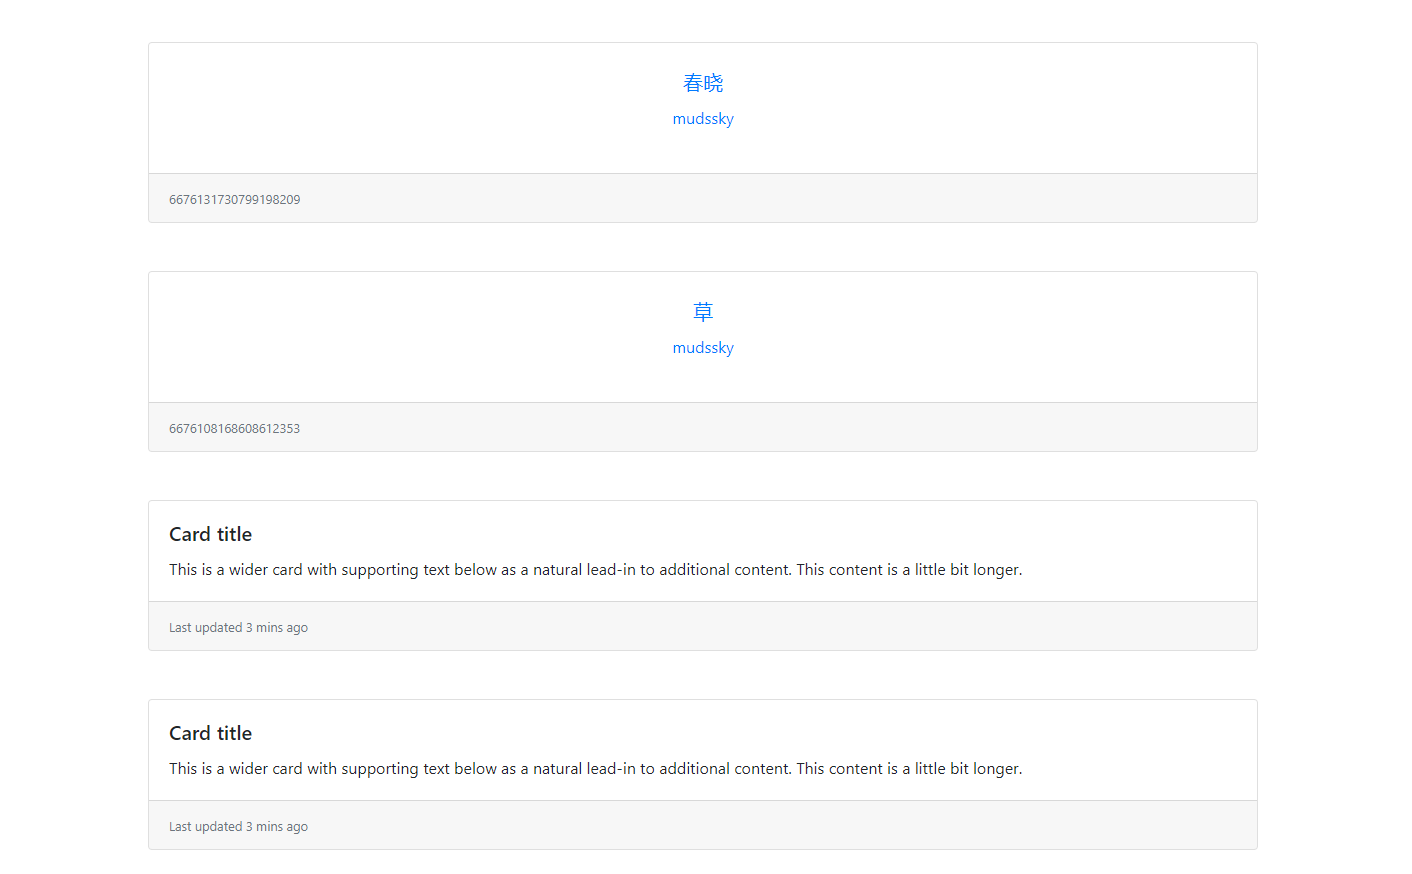 春晓
mudssky
6676131730799198209
草
mudssky
6676108168608612353
Card title
This is a wider card with supporting text below as a natural lead-in to additional content. This content is a little bit longer.
Last updated 3 mins ago
Card title
This is a wider card with supporting text below as a natural lead-in to additional content. This content is a little bit longer.
Last updated 3 mins ago